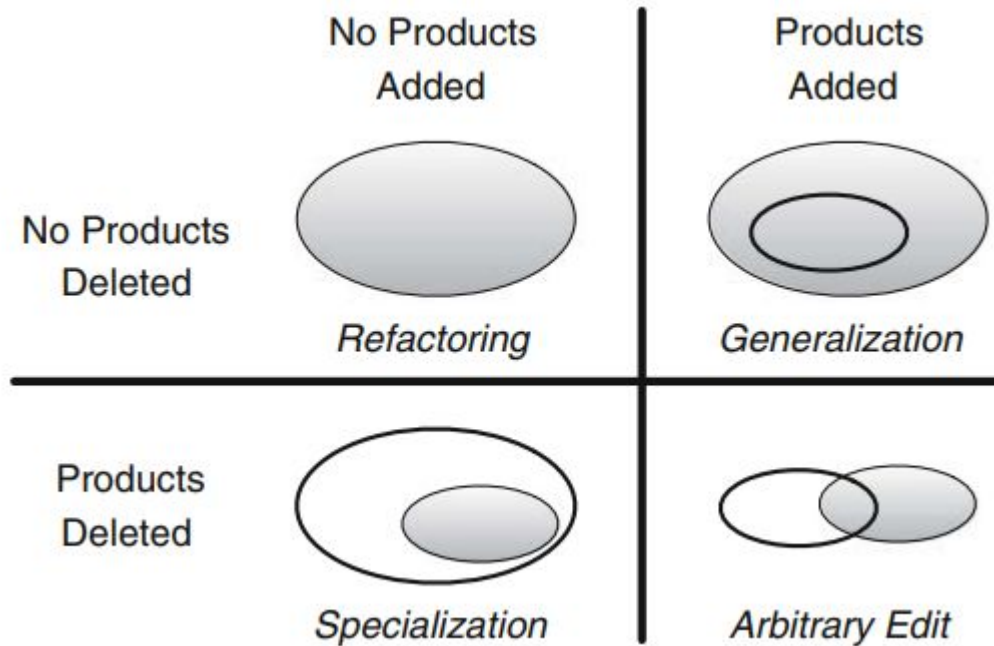 No Products
Added
Products
Added
No Products
Deleted
Refactoring
Generalization
Products
Deleted
Specialization
Arbitrary Edit